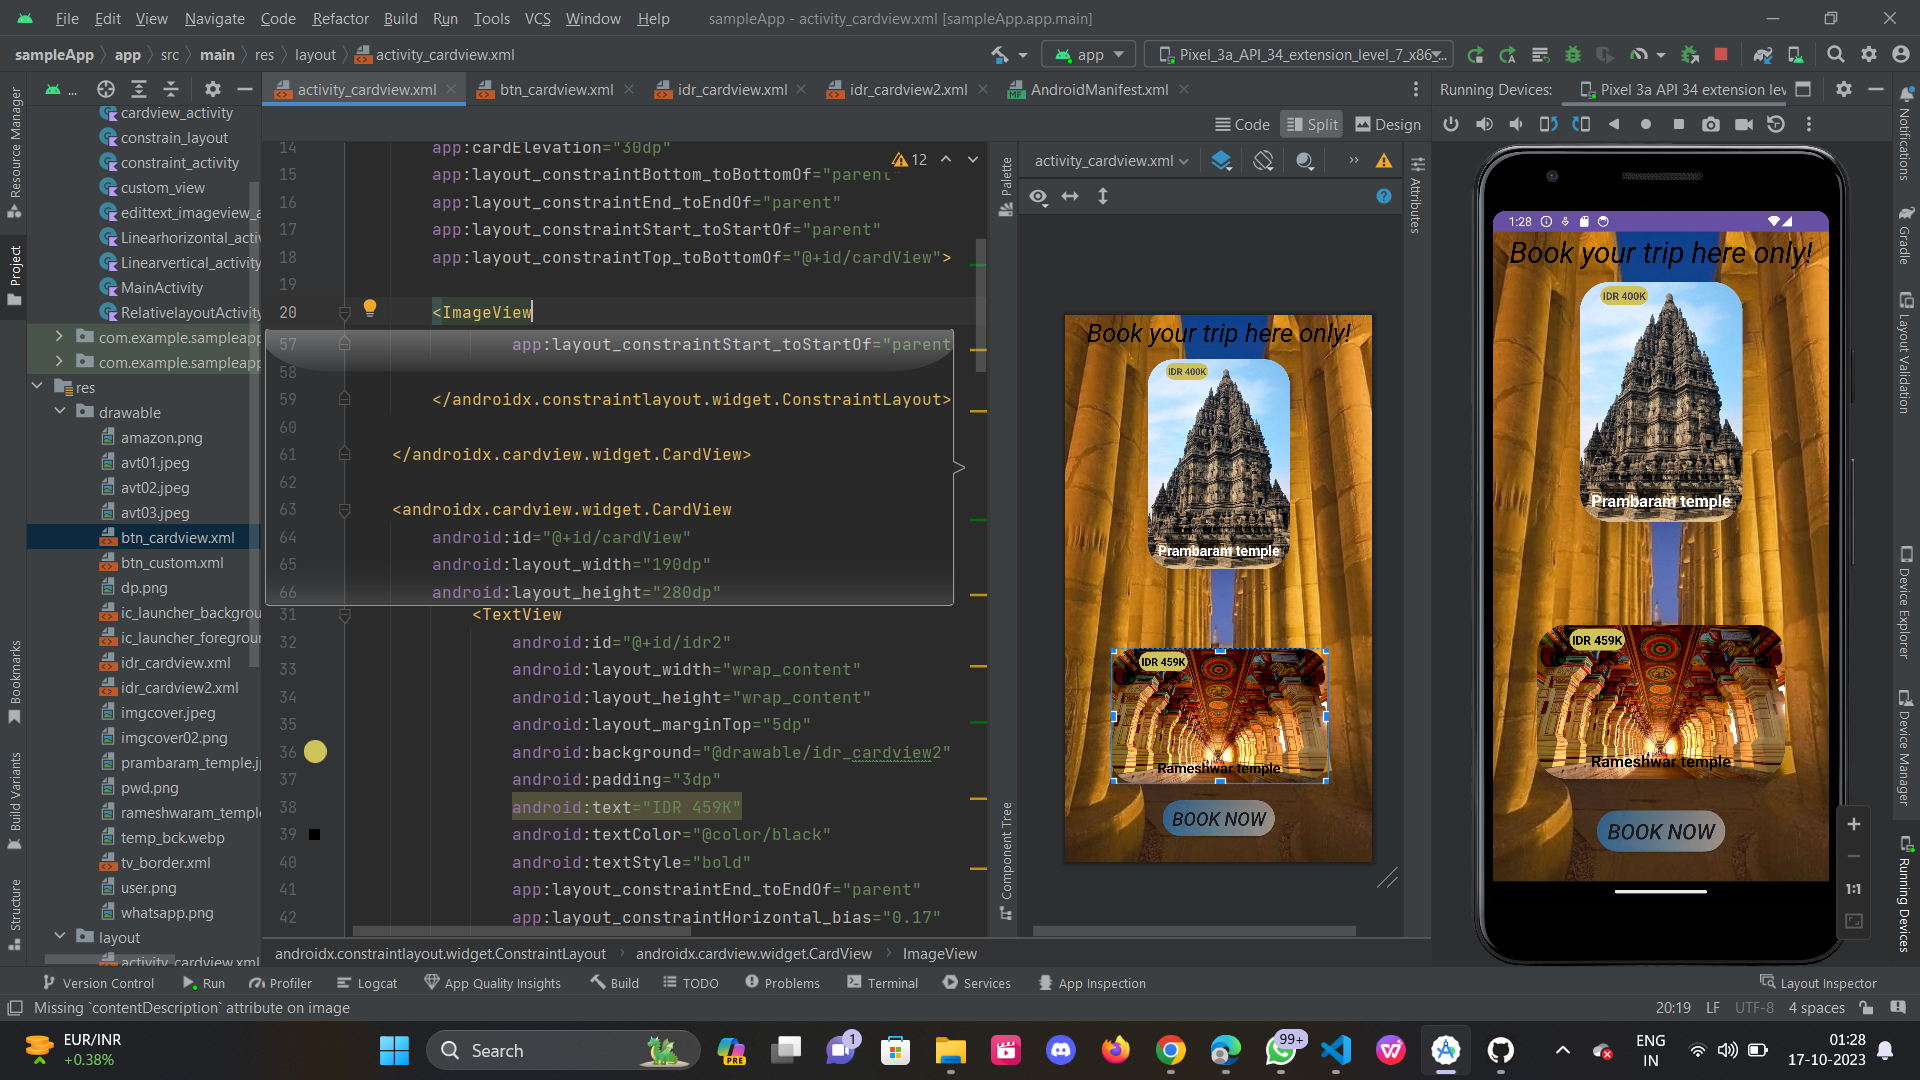 File Edit View Navigate Code Refactor Build Run Tools VCS Window Help sampleApp - activity_cardview.xml [sampleApp.app.main]
sampleApp app src main res layout activity_cardview.xml
app Pixel_3a_API_34_extension_level_7_x86...
... activity_cardview.xml btn_cardview.xml idr_cardview.xml idr_cardview2.xml AndroidManifest.xml
Running Devices: Pixel 3a API 34 extension lev
Code Split Design
Resource Manager
Project
Bookmarks
Build Variants
Structure
cardview_activity
constrain_layout
constraint_activity
custom_view
edittext_imageview_a
Linearhorizontal_activ
Linearvertical_activity
MainActivity
RelativelayoutActivity
com.example.sampleapp
com.example.sampleapp
res
drawable
amazon.png
avt01.jpeg
avt02.jpeg
avt03.jpeg
btn_cardview.xml
btn_custom.xml
dp.png
ic_launcher_backgrou
ic_launcher_foregroun
idr_cardview.xml
idr_cardview2.xml
imgcover.jpeg
imgcover02.png
prambaram_temple.j
pwd.png
rameshwaram_temple
temp_bck.webp
tv_border.xml
user.png
whatsapp.png
layout
activity_cardview.xml
12
14 app:cardElevation="30dp"
15 app:layout_constraintBottom_toBottomOf="parent"
16 app:layout_constraintEnd_toEndOf="parent"
17 app:layout_constraintStart_toStartOf="parent"
18 app:layout_constraintTop_toBottomOf="@+id/cardView">
19
20 <ImageView
57 app:layout_constraintStart_toStartOf="parent
58
59 </androidx.constraintlayout.widget.ConstraintLayout>
60
61 </androidx.cardview.widget.CardView>
62
63 <androidx.cardview.widget.CardView
64 android:id="@+id/cardView"
65 android:layout_width="190dp"
66 android:layout_height="280dp"
31 <TextView
32 android:id="@+id/idr2"
33 android:layout_width="wrap_content"
34 android:layout_height="wrap_content"
35 android:layout_marginTop="5dp"
36 android:background="@drawable/idr_cardview2"
37 android:padding="3dp"
38 android:text="IDR 459K"
39 android:textColor="@color/black"
40 android:textStyle="bold"
41 app:layout_constraintEnd_toEndOf="parent"
42 app:layout_constraintHorizontal_bias="0.17"
Palette
Component Tree
activity_cardview.xml
Attributes
Book your trip here only!
IDR 400K
Prambaram temple
IDR 459K
Rameshwar temple
BOOK NOW
1:28
Book your trip here only!
IDR 400K
Prambaram temple
IDR 459K
Rameshwar temple
BOOK NOW
1:1
Notifications
Gradle
Layout Vt Validation
Device Explorer
Device Manager
Running Devices
androidx.constraintlayout.widget.ConstraintLayout androidx.cardview.widget.CardView ImageView
Version Control Run Profiler Logcat App Quality Insights Build TODO Problems Terminal Services App Inspection Layout Inspector
Missing `contentDescription` attribute on image 20:19 LF UTF-8 4 spaces
EUR/INR
+0.38%
Search
PRE
1
99+
ENG
IN
01:28
17-10-2023